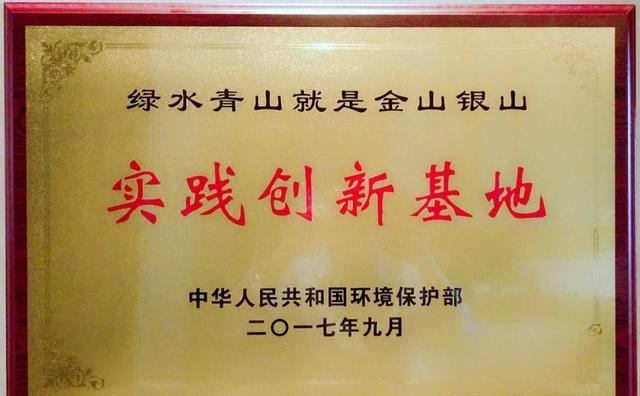 绿水青山就是金山银山
实践创新基地
中华人民共和国环境保护部
二〇一七年九月